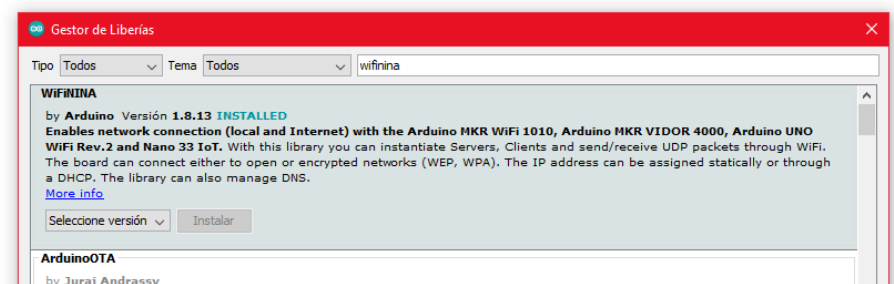 Gestor de Liberías
Tipo Todos Tema Todos wifinina
WiFiNINA
by Arduino Versión 1.8.13 INSTALLED
Enables network connection (local and Internet) with the Arduino MKR WiFi 1010, Arduino MKR VIDOR 4000, Arduino UNO
WiFi Rev.2 and Nano 33 IoT. With this library you can instantiate Servers, Clients and send/receive UDP packets through WiFi.
The board can connect either to open or encrypted networks (WEP, WPA). The IP address can be assigned statically or through
a DHCP. The library can also manage DNS.
More info
Seleccione versión Instalar
ArduinoOTA
by Juraj Andrassy